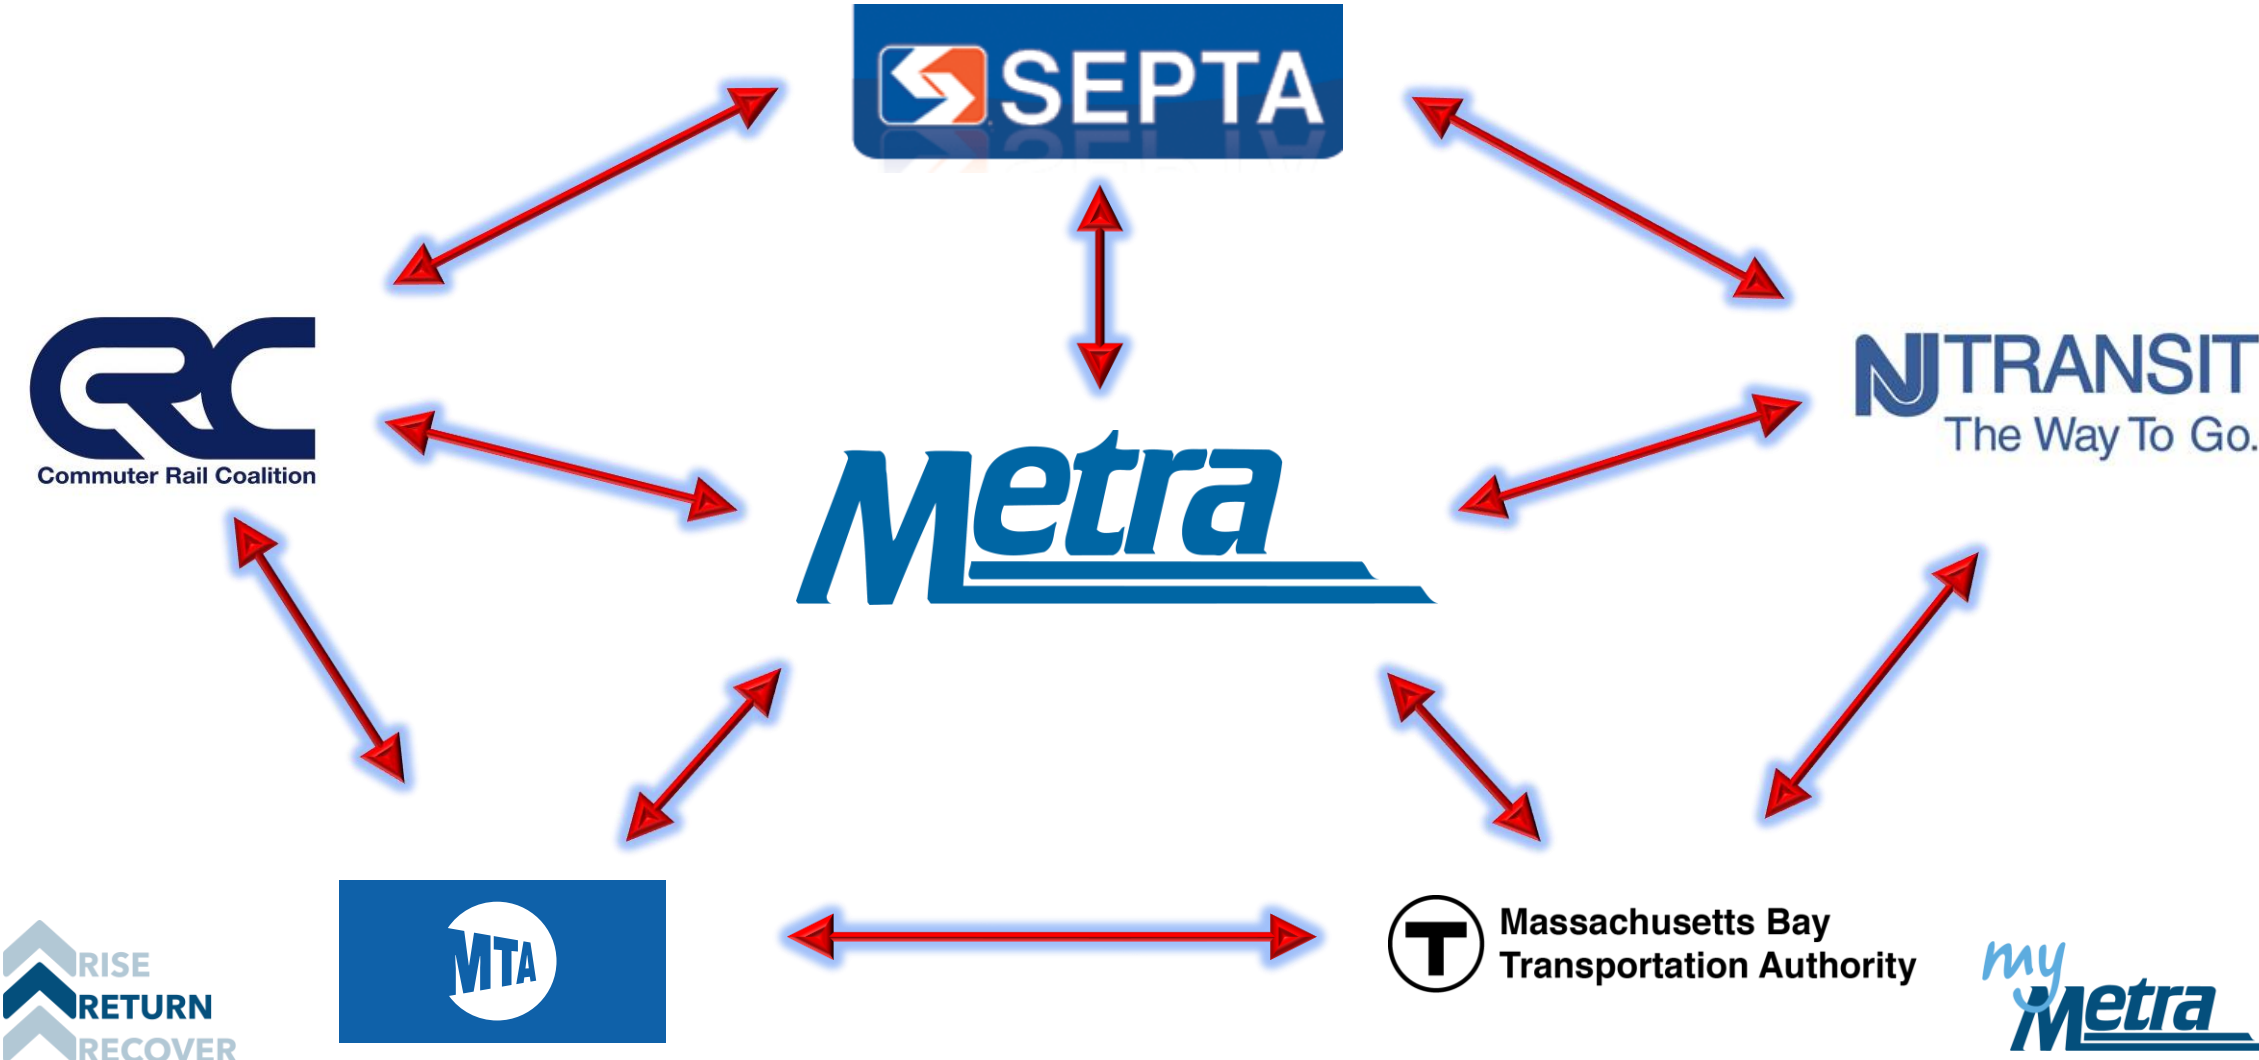 SEPTA
CRC
Commuter Rail Coalition
NJ TRANSIT
The Way To Go.
Metra
MTA
T
Massachusetts Bay
Transportation Authority
RISE
RETURN
RECOVER
my
Metra